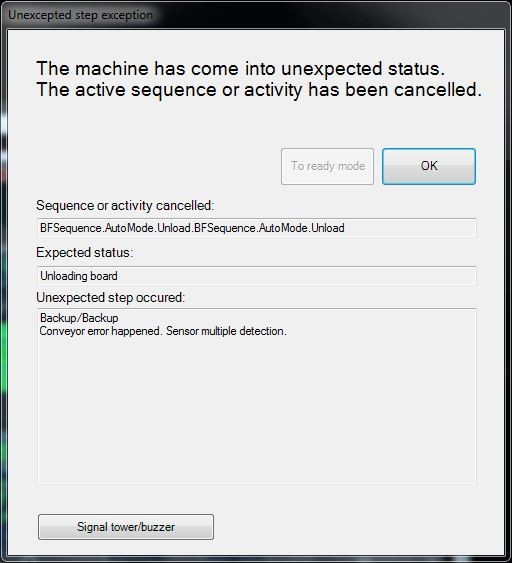 Unexcepted step exception
The machine has come into unexpected status.
The active sequence or activity has been cancelled.
To ready mode
OK
Sequence or activity cancelled:
BFSequence.AutoMode.Unload.BFSequence.AutoMode.Unload
Expected status:
Unloading board
Unexpected step occured:
Backup/Backup
Conveyor error happened. Sensor multiple detection.
Signal tower/buzzer